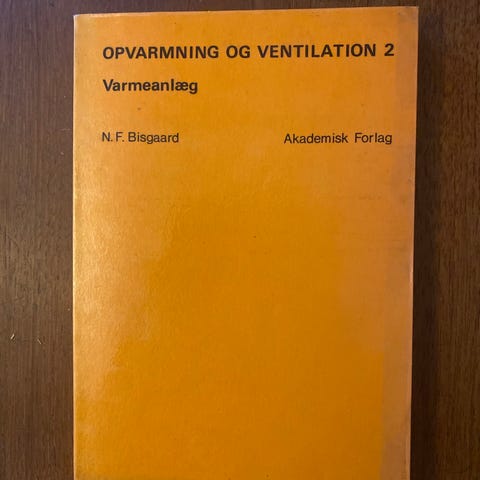 OPVARMNING OG VENTILATION 2
Varmeanlæg
N. F. Bisgaard Akademisk Forlag